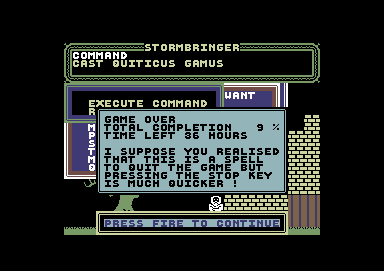 STORMBRINGER
COMMAND
CAST QUITICUS GAMUS
WANT
EXECUTE COMMAND
R
M
P
S
T
M
Q
GAME OVER
TOTAL COMPLETION 9 %
TIME LEFT 36 HOURS
I SUPPOSE YOU REALISED
THAT THIS IS A SPELL
TO QUIT THE GAME BUT
PRESSING THE STOP KEY
IS MUCH QUICKER !
PRESS FIRE TO CONTINUE